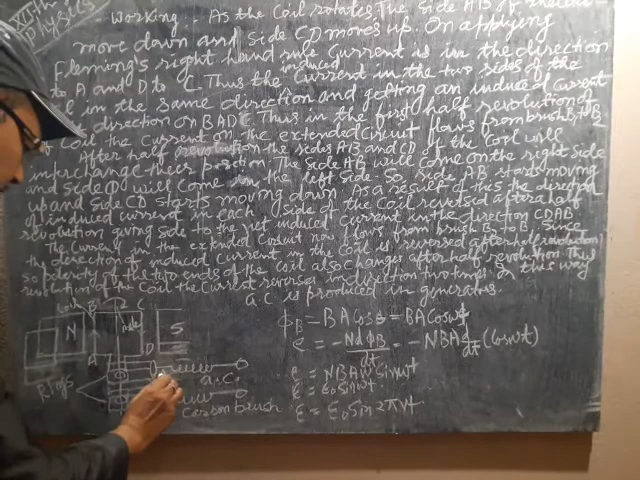 XII th
Physics
Working. As the Coil rotates, the Side AB of the coil
move down and side CD moves up. On applying
Fleming's right hand rule Current is in the direction
to A and D to C. Thus the induced Current in the two sides of the
in the same direction and getting an induced Current
direction on BADC. Thus in the first half revolution of
Coil the Current on the extended circuit flows from brush
After half revolution the sides AB and CD of the Coil will
interchange their position. The side AB will come on the right side
and side CD will come in the left side. So side AB starts moving
up and side CD starts moving down. As a result of this the direction
of induced current in each side of the Coil reversed after half
revolution giving side to the net induced Current in the direction CDAB
The Current in the extended Circuit now flows from brush B₂ to B₁. Since
the direction of induced Current in the Coil is reversed after half revolution
So polarity of the two ends of the Coil also changes after half revolution. Thus
revolution of the Coil the Current reverses in direction two times. In this way
a.c. is produced in generates.
Coil B C
N S
A D
Rings
a.c.
Carbon brush
ΦB = BA Cosθ = BA Cosωt
ε = -NdΦB/dt = -NBA d/dt (Cosωt)
ε = NBAω Sinωt
ε = ε₀ Sinωt
ε = ε₀ Sin 2πνt